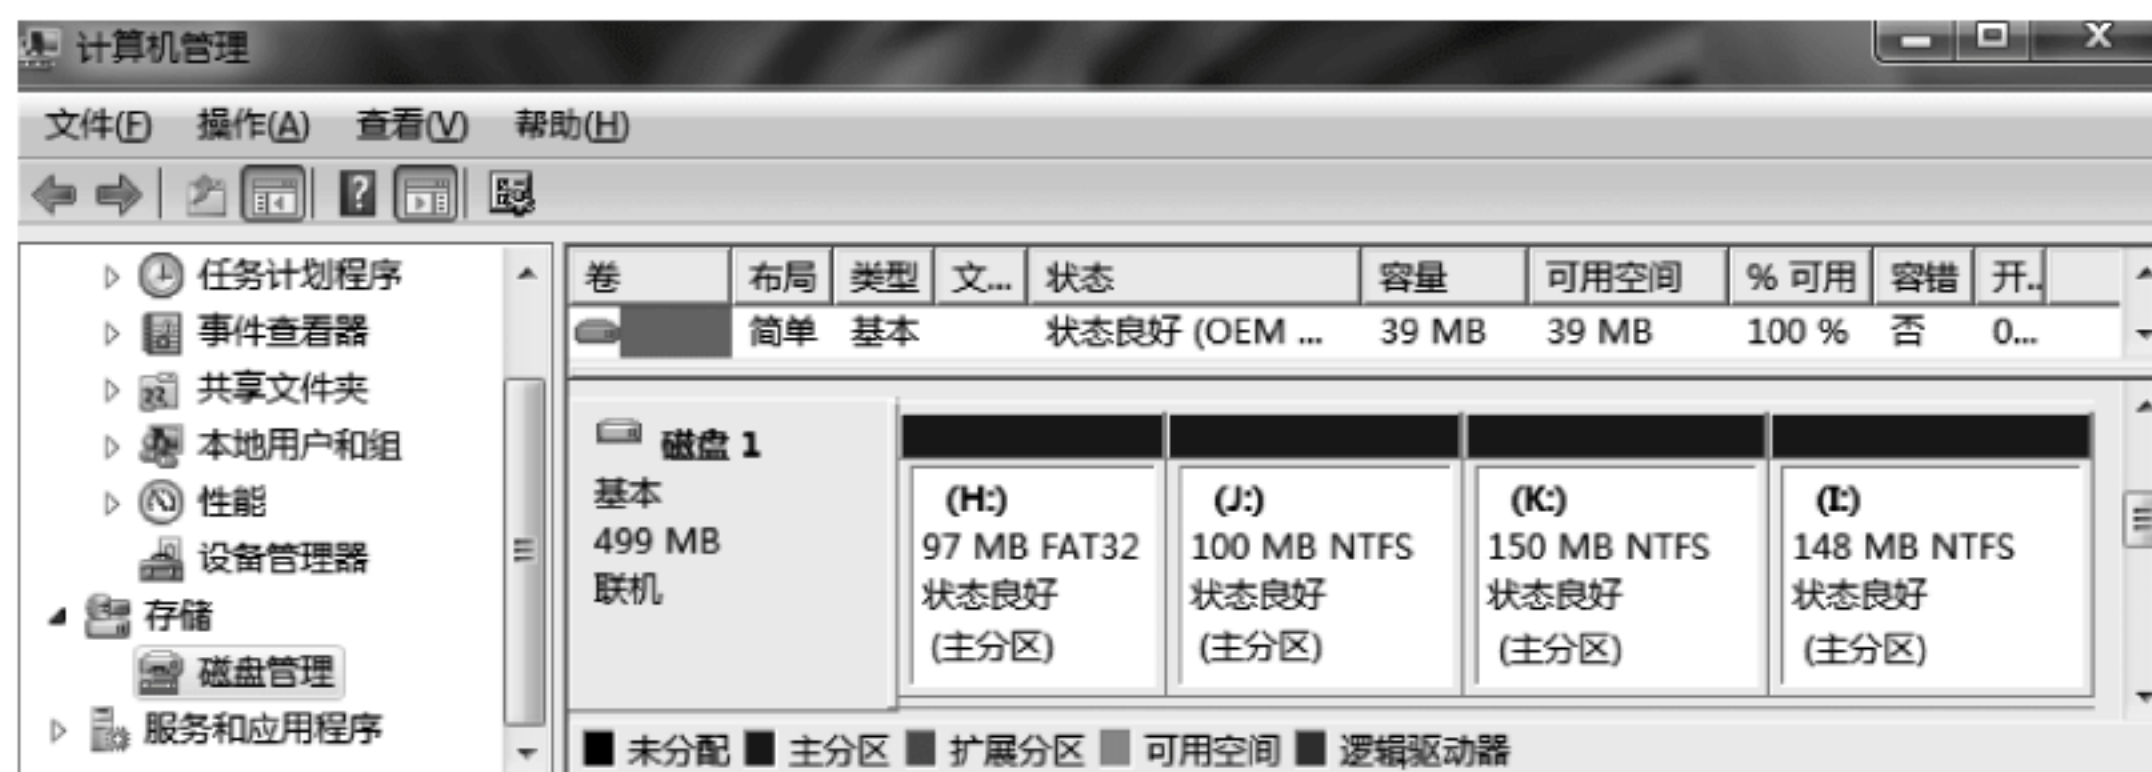 计算机管理
文件(F) 操作(A) 查看(V) 帮助(H)
任务计划程序
事件查看器
共享文件夹
本地用户和组
性能
设备管理器
存储
磁盘管理
服务和应用程序
卷 布局 类型 文... 状态 容量 可用空间 % 可用 容错 开..
简单 基本 状态良好 (OEM ... 39 MB 39 MB 100 % 否 0...
磁盘 1
基本
499 MB
联机
(H:)
97 MB FAT32
状态良好
(主分区)
(J:)
100 MB NTFS
状态良好
(主分区)
(K:)
150 MB NTFS
状态良好
(主分区)
(I:)
148 MB NTFS
状态良好
(主分区)
未分配 主分区 扩展分区 可用空间 逻辑驱动器